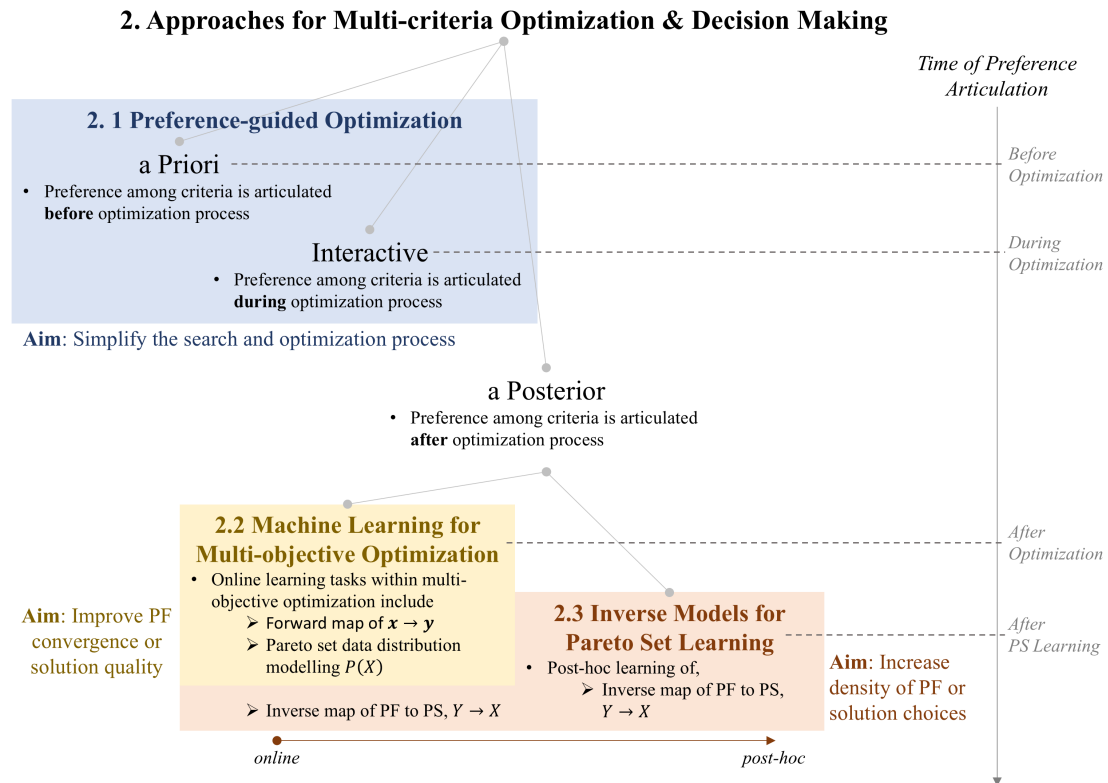 2. Approaches for Multi-criteria Optimization & Decision Making
Time of Preference
Articulation
2. 1 Preference-guided Optimization
a Priori
• Preference among criteria is articulated
before optimization process
Before
Optimization
Interactive
• Preference among criteria is articulated
during optimization process
During
Optimization
Aim: Simplify the search and optimization process
a Posterior
• Preference among criteria is articulated
after optimization process
2.2 Machine Learning for
Multi-objective Optimization
• Online learning tasks within multi-
objective optimization include
➢ Forward map of x → y
➢ Pareto set data distribution
modelling P(X)
After
Optimization
Aim: Improve PF
convergence or
solution quality
➢ Inverse map of PF to PS, Y → X
2.3 Inverse Models for
Pareto Set Learning
• Post-hoc learning of,
➢ Inverse map of PF to PS,
Y → X
After
PS Learning
Aim: Increase
density of PF or
solution choices
online
post-hoc